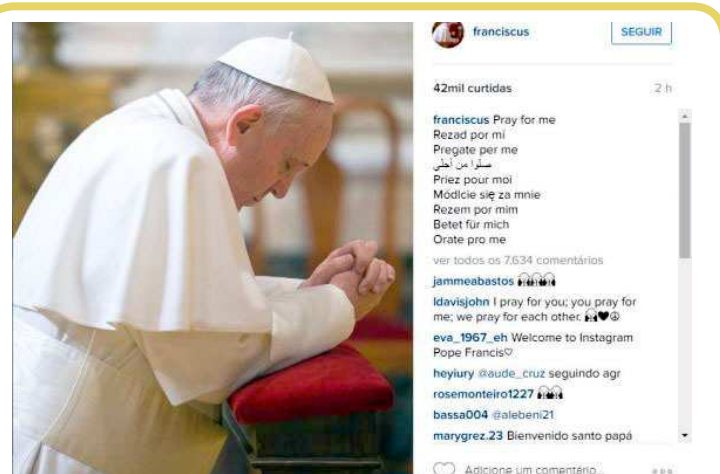 franciscus
SEGUIR
42mil curtidas
2 h
franciscus Pray for me
Rezad por mí
Pregate per me
صلّوا من أجلي
Priez pour moi
Módlcie się za mnie
Rezem por mim
Betet für mich
Orate pro me
ver todos os 7.634 comentários
jammeabastos
ldavisjohn I pray for you; you pray for
me; we pray for each other.
eva_1967_eh Welcome to Instagram
Pope Francis♡
heyiury @aude_cruz seguindo agr
rosemonteiro1227
bassa004 @alebeni21
marygrez.23 Bienvenido santo papá
Adicione um comentário...